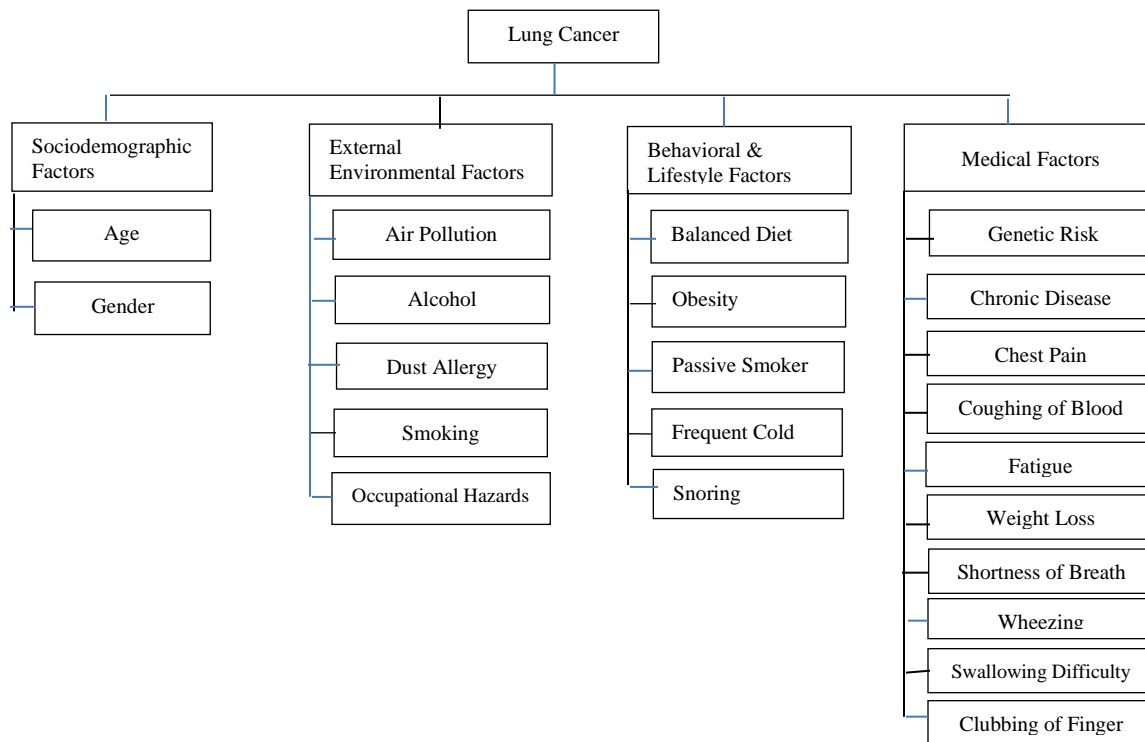 Lung Cancer
Sociodemographic
Factors
Age
Gender
External
Environmental Factors
Air Pollution
Alcohol
Dust Allergy
Smoking
Occupational Hazards
Behavioral &
Lifestyle Factors
Balanced Diet
Obesity
Passive Smoker
Frequent Cold
Snoring
Medical Factors
Genetic Risk
Chronic Disease
Chest Pain
Coughing of Blood
Fatigue
Weight Loss
Shortness of Breath
Wheezing
Swallowing Difficulty
Clubbing of Finger